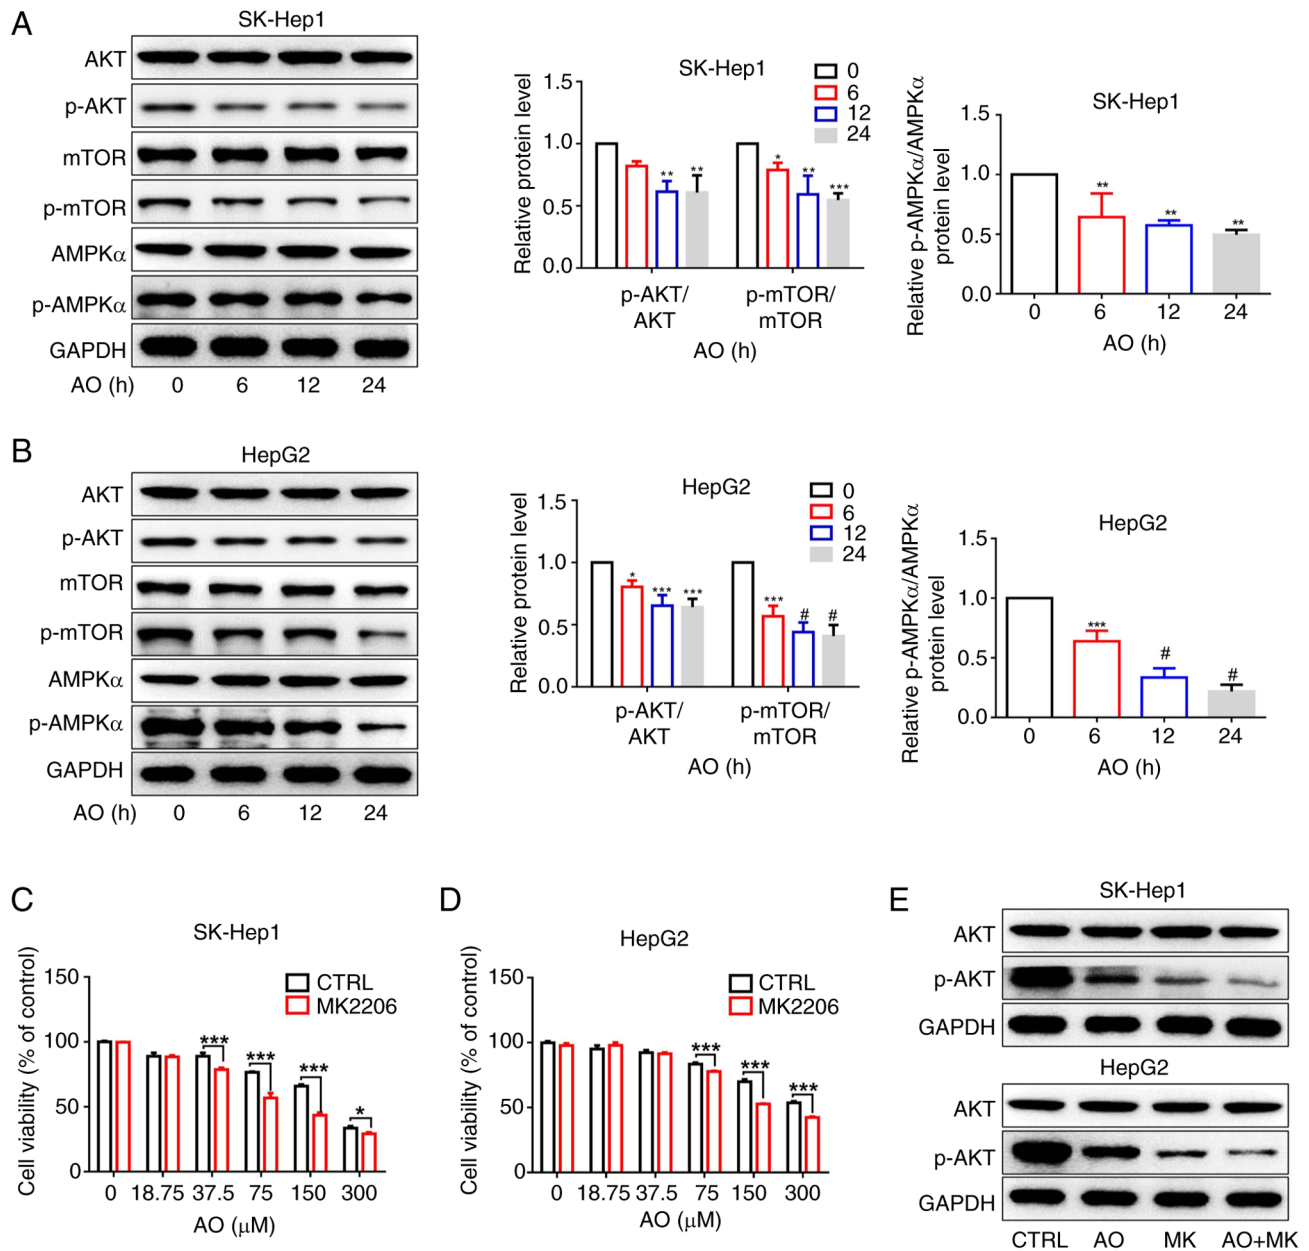 A
SK-Hep1
AKT
p-AKT
mTOR
p-mTOR
AMPKα
p-AMPKα
GAPDH
AO (h) 0 6 12 24
SK-Hep1
0
6
12
24
Relative protein level
1.5
1.0
0.5
0.0
** ** * ** ***
p-AKT/
AKT
p-mTOR/
mTOR
AO (h)
SK-Hep1
Relative p-AMPKα/AMPKα
protein level
1.5
1.0
0.5
0.0
** ** **
0 6 12 24
AO (h)
B
HepG2
AKT
p-AKT
mTOR
p-mTOR
AMPKα
p-AMPKα
GAPDH
AO (h) 0 6 12 24
HepG2
0
6
12
24
Relative protein level
1.5
1.0
0.5
0.0
* *** *** *** # #
p-AKT/
AKT
p-mTOR/
mTOR
AO (h)
HepG2
Relative p-AMPKα/AMPKα
protein level
1.5
1.0
0.5
0.0
*** # #
0 6 12 24
AO (h)
C
SK-Hep1
CTRL
MK2206
Cell viability (% of control)
150
100
50
0
*** *** *** *
0 18.75 37.5 75 150 300
AO (μM)
D
HepG2
CTRL
MK2206
Cell viability (% of control)
150
100
50
0
*** *** ***
0 18.75 37.5 75 150 300
AO (μM)
E
SK-Hep1
AKT
p-AKT
GAPDH
HepG2
AKT
p-AKT
GAPDH
CTRL AO MK AO+MK